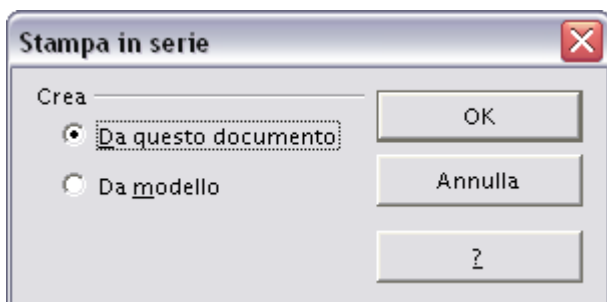 Stampa in serie
Crea
Da questo documento
Da modello
OK
Annulla
?